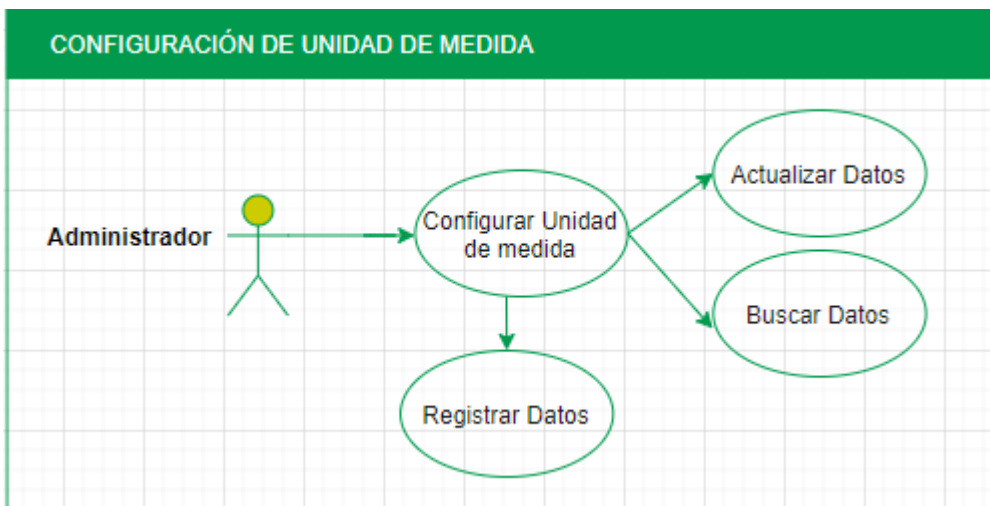 CONFIGURACIÓN DE UNIDAD DE MEDIDA
Administrador
Configurar Unidad
de medida
Actualizar Datos
Buscar Datos
Registrar Datos